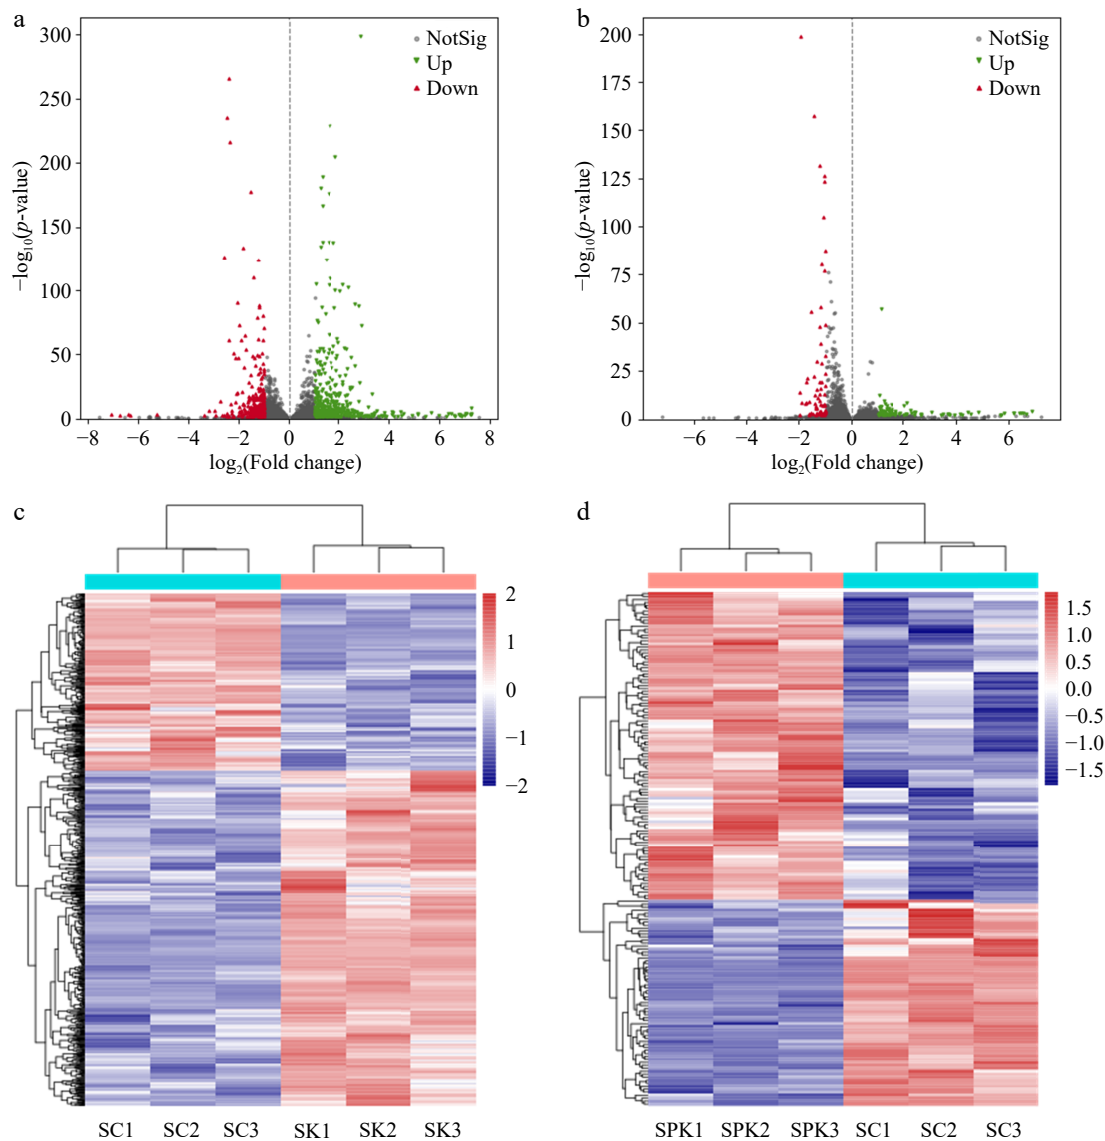 a
300
250
200
150
100
50
0
−log10(p-value)
NotSig
Up
Down
−8 −6 −4 −2 0 2 4 6 8
log2(Fold change)
b
200
175
150
125
100
75
50
25
0
−log10(p-value)
NotSig
Up
Down
−6 −4 −2 0 2 4 6
log2(Fold change)
c
2
1
0
−1
−2
SC1 SC2 SC3 SK1 SK2 SK3
d
1.5
1.0
0.5
0.0
−0.5
−1.0
−1.5
SPK1 SPK2 SPK3 SC1 SC2 SC3